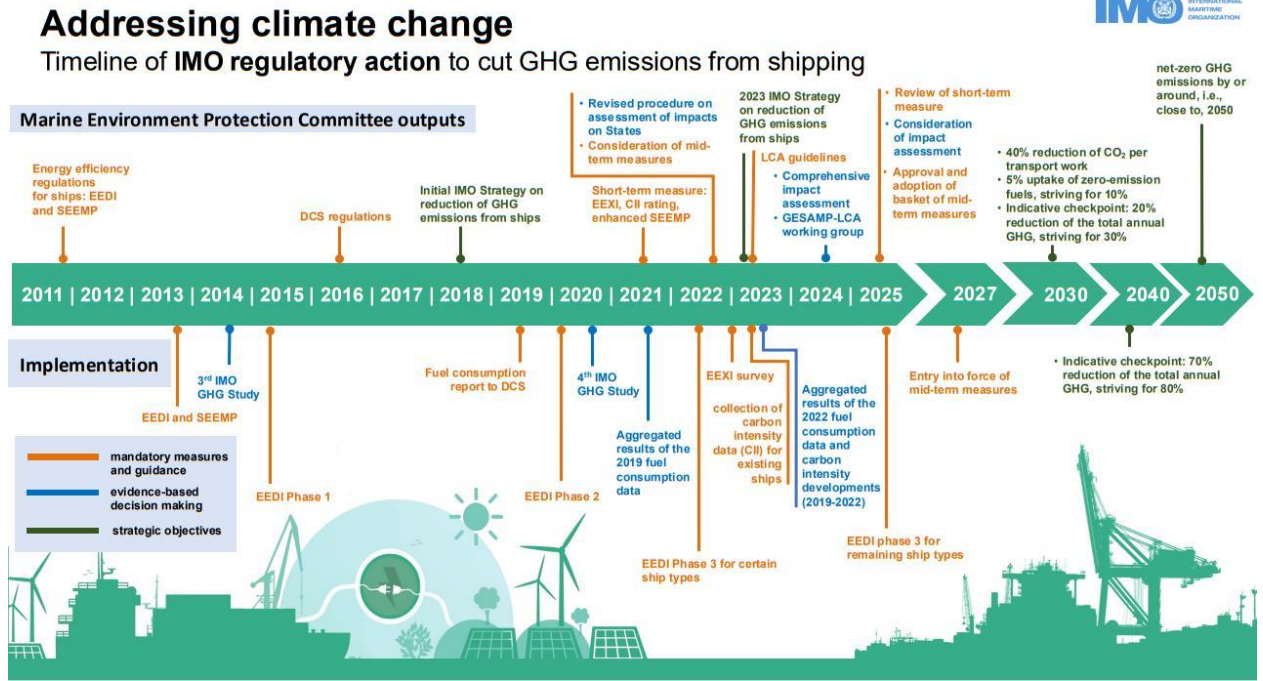 Addressing climate change
IMO
INTERNATIONAL
MARITIME
ORGANIZATION
Timeline of IMO regulatory action to cut GHG emissions from shipping
Marine Environment Protection Committee outputs
Energy efficiency
regulations
for ships: EEDI
and SEEMP
DCS regulations
Initial IMO Strategy on
reduction of GHG
emissions from ships
• Revised procedure on
assessment of impacts
on States
• Consideration of mid-
term measures
Short-term measure:
EEXI, CII rating,
enhanced SEEMP
2023 IMO Strategy
on reduction of
GHG emissions
from ships
LCA guidelines
• Comprehensive
impact
assessment
• GESAMP-LCA
working group
• Review of short-term
measure
• Consideration
of impact
assessment
• Approval and
adoption of
basket of mid-
term measures
• 40% reduction of CO₂ per
transport work
• 5% uptake of zero-emission
fuels, striving for 10%
• Indicative checkpoint: 20%
reduction of the total annual
GHG, striving for 30%
net-zero GHG
emissions by or
around, i.e.,
close to, 2050
2011 | 2012 | 2013 | 2014 | 2015 | 2016 | 2017 | 2018 | 2019 | 2020 | 2021 | 2022 | 2023 | 2024 | 2025 2027 2030 2040 2050
Implementation
EEDI and SEEMP
3rd IMO
GHG Study
EEDI Phase 1
Fuel consumption
report to DCS
EEDI Phase 2
4th IMO
GHG Study
Aggregated
results of the
2019 fuel
consumption
data
EEDI Phase 3 for certain
ship types
EEXI survey
collection of
carbon
intensity
data (CII) for
existing
ships
Aggregated
results of the
2022 fuel
consumption
data and
carbon
intensity
developments
(2019-2022)
EEDI phase 3 for
remaining ship types
Entry into force of
mid-term measures
• Indicative checkpoint: 70%
reduction of the total annual
GHG, striving for 80%
mandatory measures
and guidance
evidence-based
decision making
strategic objectives